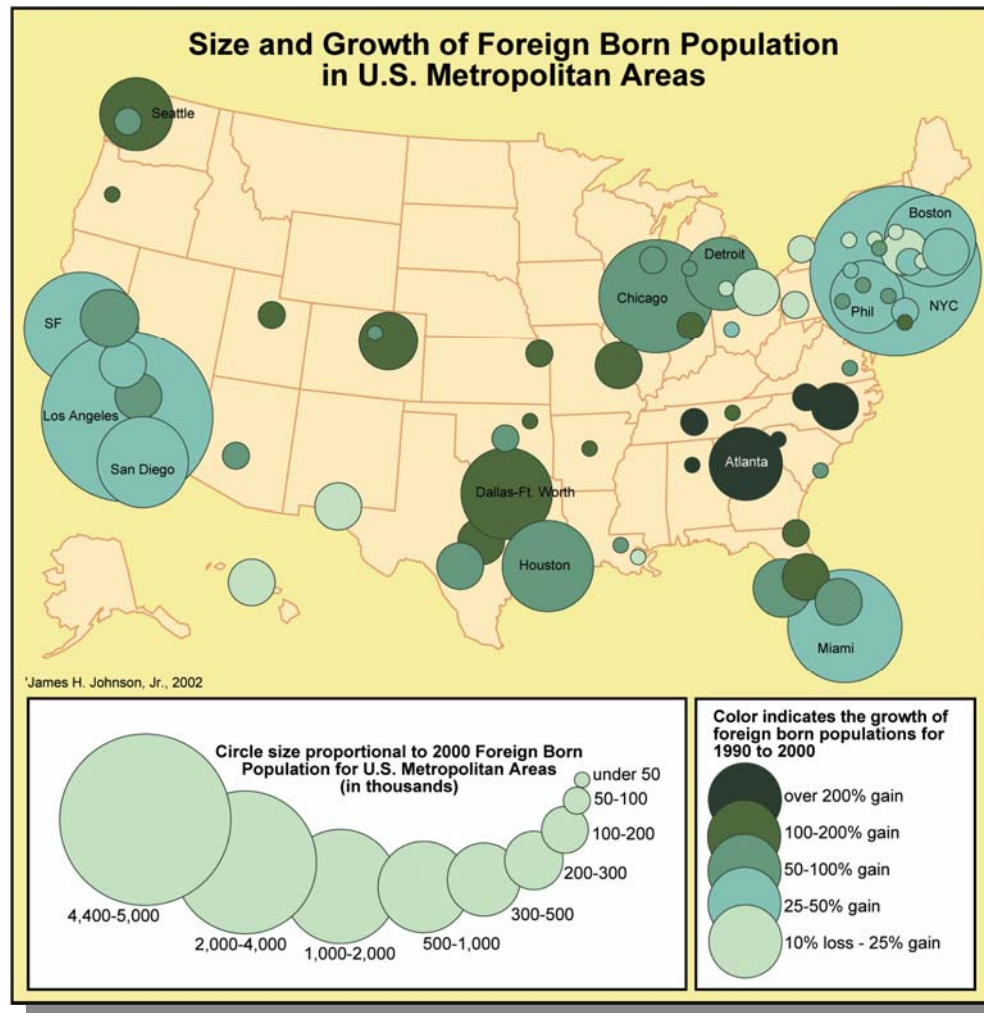 Size and Growth of Foreign Born Population
in U.S. Metropolitan Areas
Seattle
Boston
Detroit
Chicago
SF
Phil
NYC
Los Angeles
San Diego
Atlanta
Dallas-Ft. Worth
Houston
Miami
'James H. Johnson, Jr., 2002
Circle size proportional to 2000 Foreign Born
Population for U.S. Metropolitan Areas
(in thousands)
under 50
50-100
100-200
200-300
300-500
500-1,000
1,000-2,000
2,000-4,000
4,400-5,000
Color indicates the growth of
foreign born populations for
1990 to 2000
over 200% gain
100-200% gain
50-100% gain
25-50% gain
10% loss - 25% gain